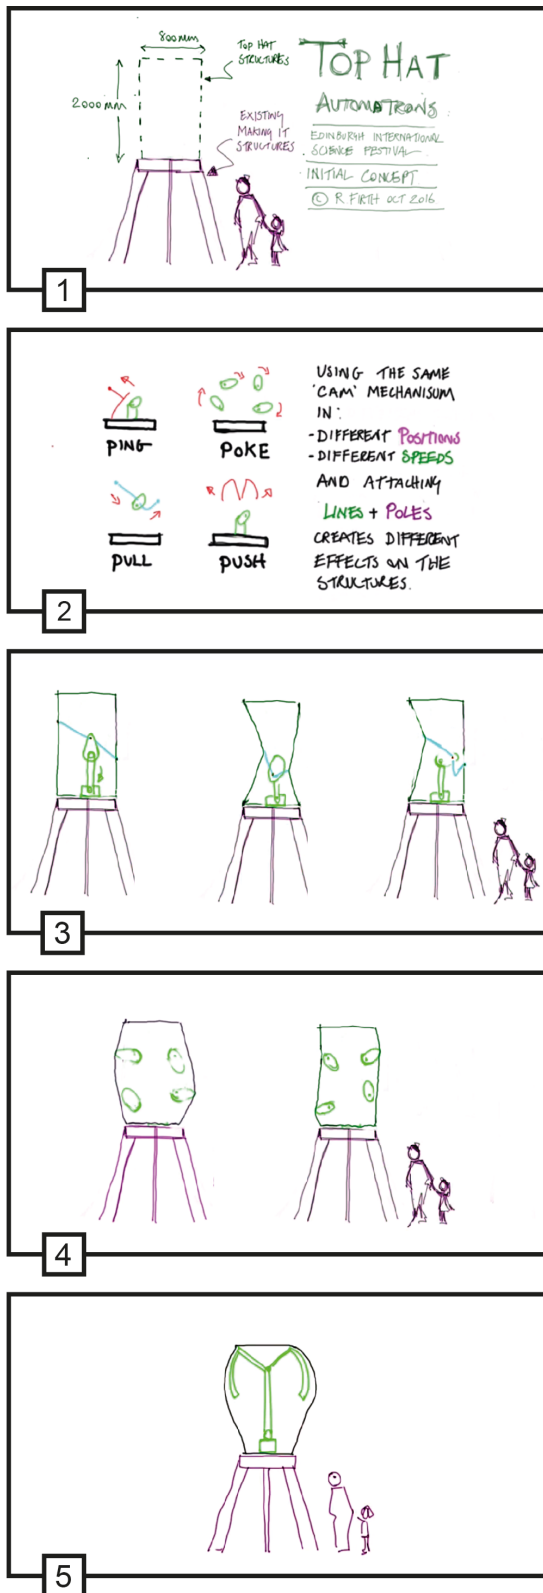 800mm
2000mm
TOP HAT
STRUCTURES
EXISTING
MAKING IT
STRUCTURES
TOP HAT
AUTOMATRONS
EDINBURGH INTERNATIONAL
SCIENCE FESTIVAL.
INITIAL CONCEPT
© R FIRTH OCT 2016
1
PING
POKE
PULL
PUSH
USING THE SAME
'CAM' MECHANISUM
IN:
- DIFFERENT POSITIONS
- DIFFERENT SPEEDS
AND ATTACHING
LINES + POLES
CREATES DIFFERENT
EFFECTS ON THE
STRUCTURES.
2
3
4
5